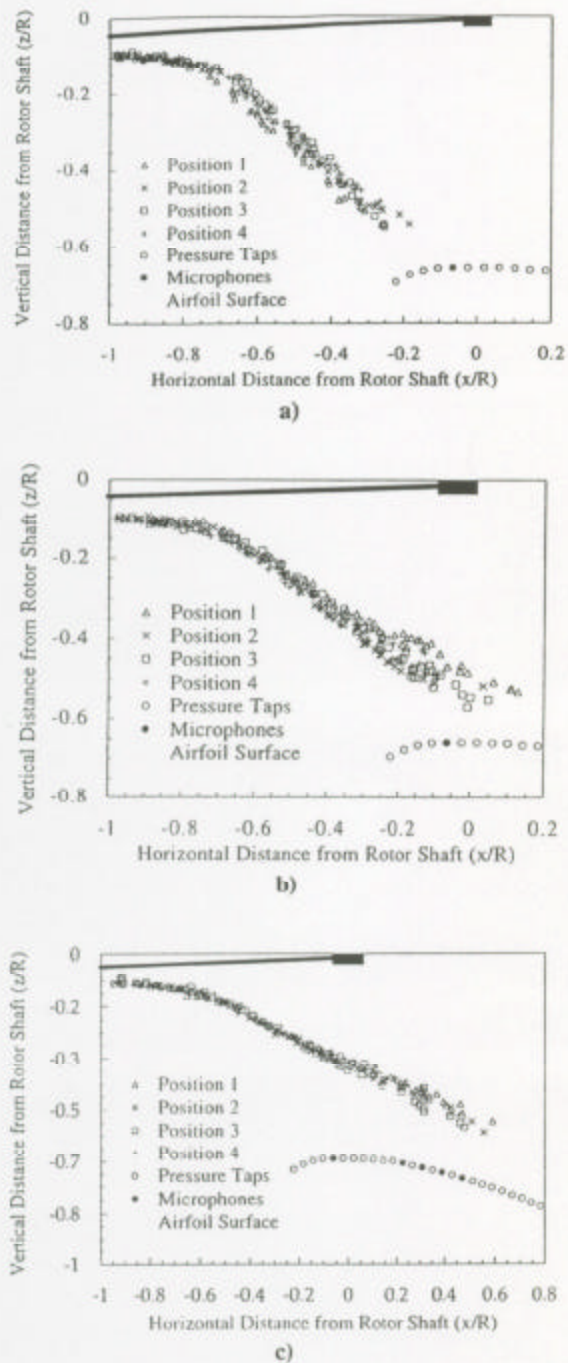 0
-0.2
-0.4
-0.6
-0.8
Vertical Distance from Rotor Shaft (z/R)
Position 1
Position 2
Position 3
Position 4
Pressure Taps
Microphones
Airfoil Surface
-1 -0.8 -0.6 -0.4 -0.2 0 0.2
Horizontal Distance from Rotor Shaft (x/R)
a)
0
-0.2
-0.4
-0.6
-0.8
Vertical Distance from Rotor Shaft (z/R)
Position 1
Position 2
Position 3
Position 4
Pressure Taps
Microphones
Airfoil Surface
-1 -0.8 -0.6 -0.4 -0.2 0 0.2
Horizontal Distance from Rotor Shaft (x/R)
b)
0
-0.2
-0.3
-0.5
-0.7
-0.8
-1
Vertical Distance from Rotor Shaft (z/R)
Position 1
Position 2
Position 3
Position 4
Pressure Taps
Microphones
Airfoil Surface
-1 -0.8 -0.6 -0.4 -0.2 0 0.2 0.4 0.6 0.8
Horizontal Distance from Rotor Shaft (x/R)
c)